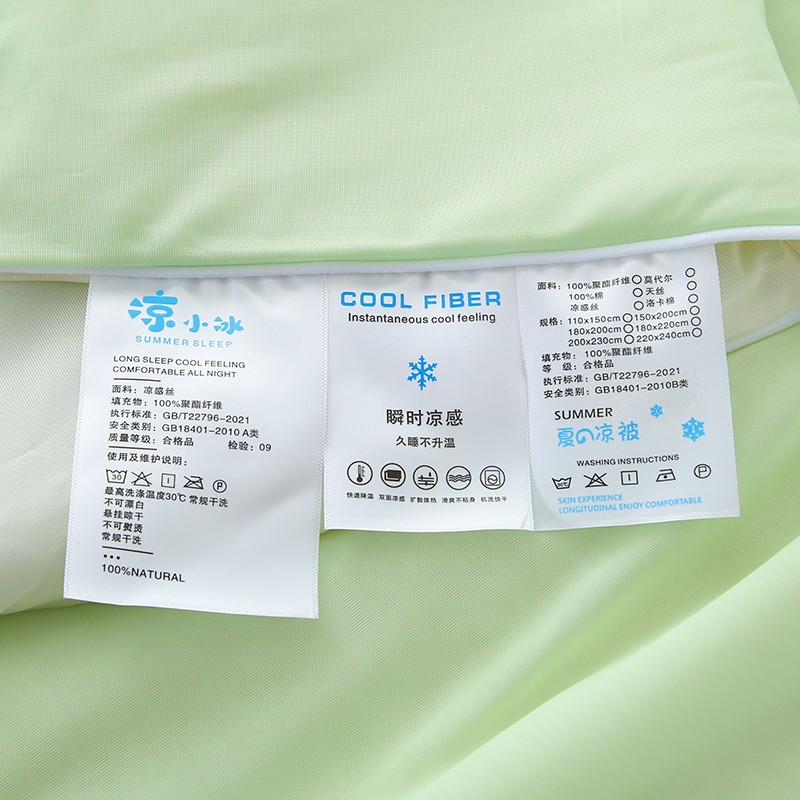 凉小冰
SUMMER SLEEP
LONG SLEEP COOL FEELING
COMFORTABLE ALL NIGHT
面料：凉感丝
填充物：100%聚酯纤维
执行标准：GB/T22796-2021
安全类别：GB18401-2010 A类
质量等级：合格品 检验：09
使用及维护说明：
30
最高洗涤温度30℃ 常规干洗
不可漂白
悬挂晾干
不可熨烫
常规干洗
100%NATURAL
COOL FIBER
Instantaneous cool feeling
瞬时凉感
久睡不升温
快速降温 双面凉感 扩散体热 滑爽不粘身 机洗快干
面料：100%聚酯纤维○莫代尔 ○
100%棉 ○天丝 ○
凉感丝 ○洛卡棉 ○
规格：110x150cm○150x200cm○
180x200cm○180x220cm○
200x230cm○220x240cm○
填充物：100%聚酯纤维
等 级：合格品
执行标准：GB/T22796-2021
安全类别：GB18401-2010B类
SUMMER
夏の凉被
WASHING INSTRUCTIONS
P
SKIN EXPERIENCE
LONGITUDINAL ENJOY COMFORTABLE